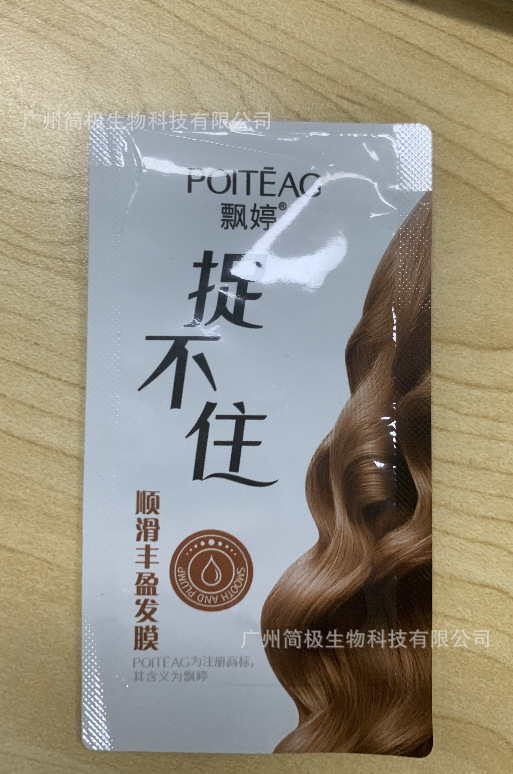 广州简极生物科技有限公司
POITĒAG
飘婷®
捉
不
住
顺滑丰盈发膜
SMOOTH AND PLUMP
广州简极生物科技有限公司
POITĒAG为注册商标，
其含义为飘婷